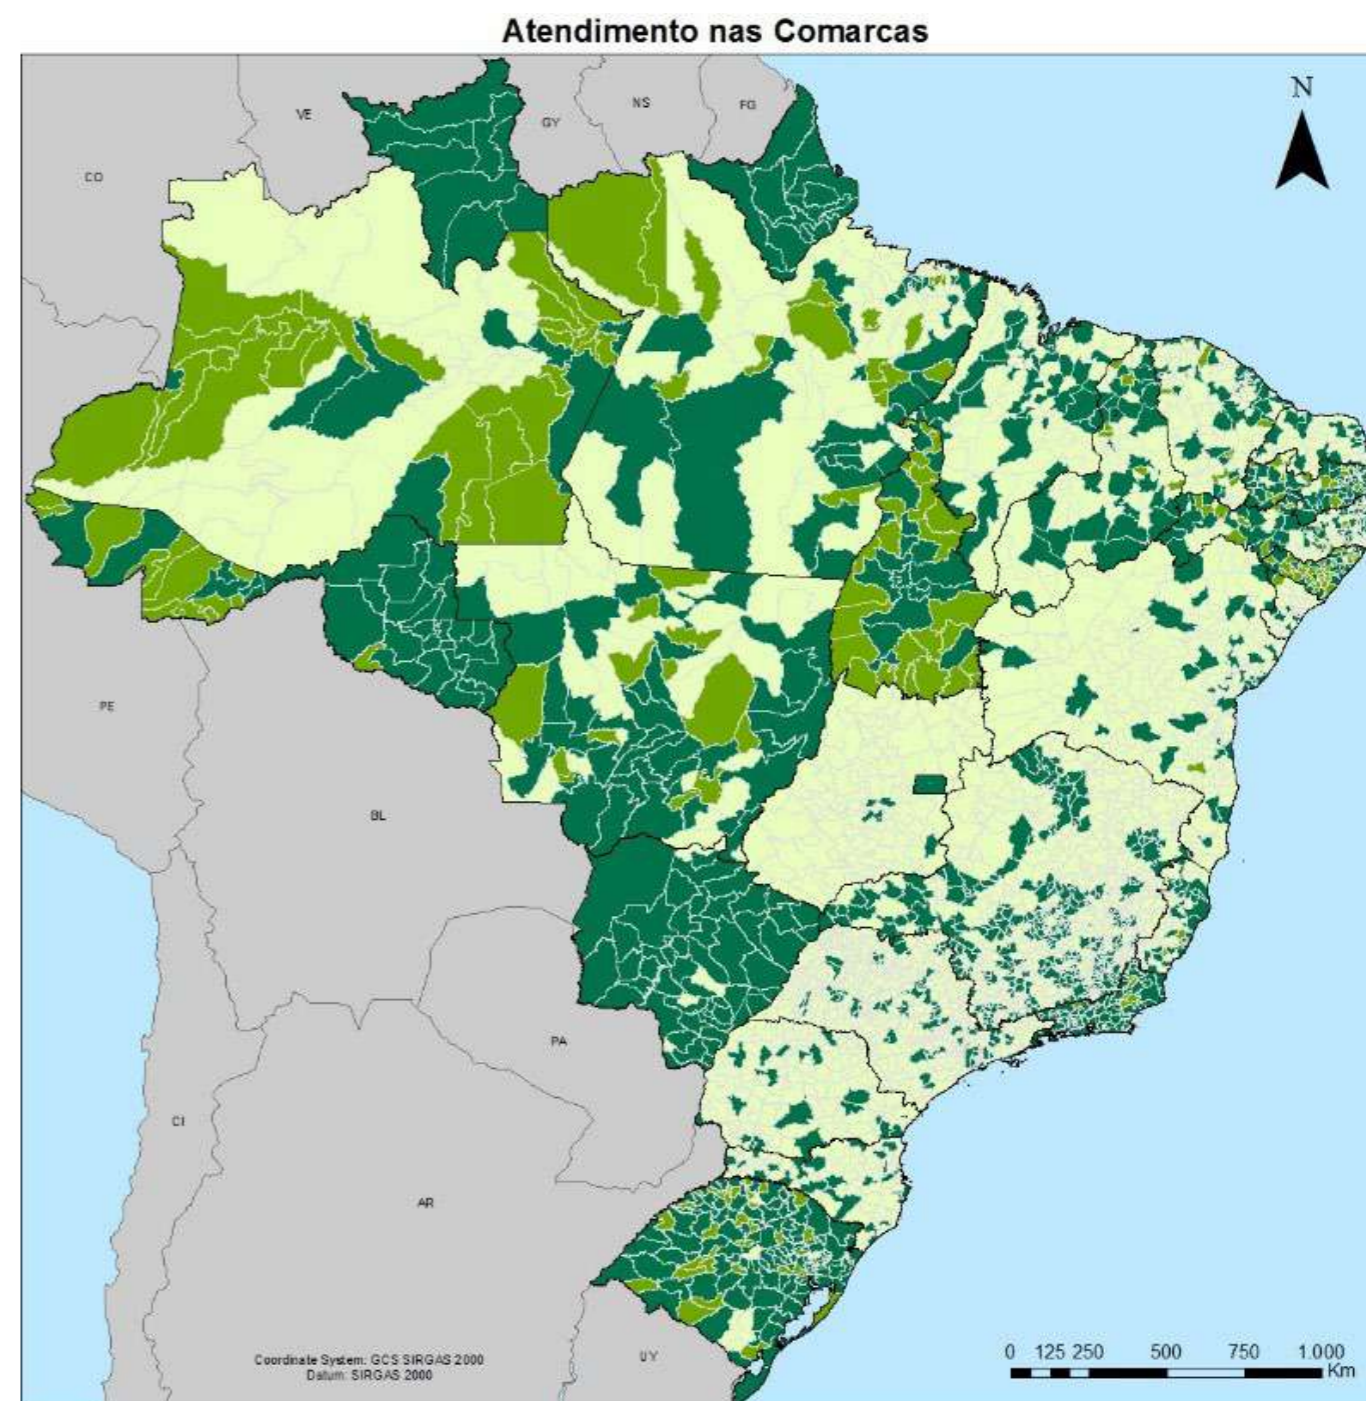 Atendimento nas Comarcas
N
VE
GY
NS
FG
CO
PE
BL
PA
CI
AR
UY
Coordinate System: GCS SIRGAS 2000
Datum: SIRGAS 2000
0 125 250 500 750 1.000
Km